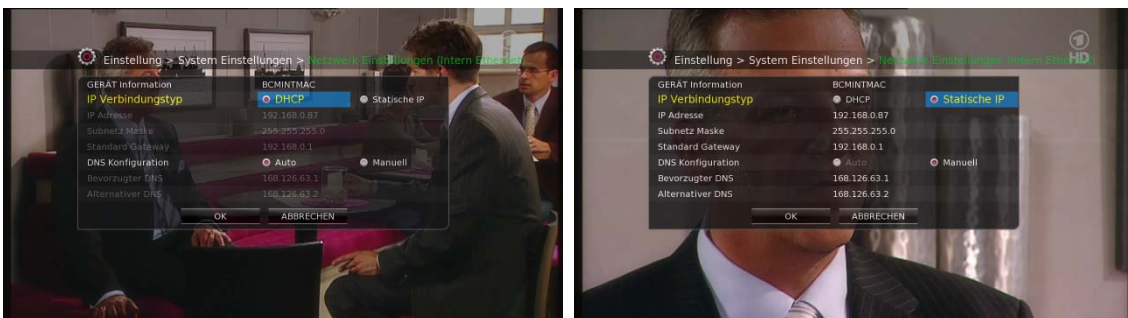 Einstellung > System Einstellungen > Netzwerk Einstellungen (Intern Ethernet)
GERÄT Information BCMINTMAC
IP Verbindungstyp DHCP Statische IP
IP Adresse 192.168.0.87
Subnetz Maske 255.255.255.0
Standard Gateway 192.168.0.1
DNS Konfiguration Auto Manuell
Bevorzugter DNS 168.126.63.1
Alternativer DNS 168.126.63.2
OK ABBRECHEN
Einstellung > System Einstellungen > Netzwerk Einstellungen (Intern Ethernet)
HD
GERÄT Information BCMINTMAC
IP Verbindungstyp DHCP Statische IP
IP Adresse 192.168.0.87
Subnetz Maske 255.255.255.0
Standard Gateway 192.168.0.1
DNS Konfiguration Auto Manuell
Bevorzugter DNS 168.126.63.1
Alternativer DNS 168.126.63.2
OK ABBRECHEN